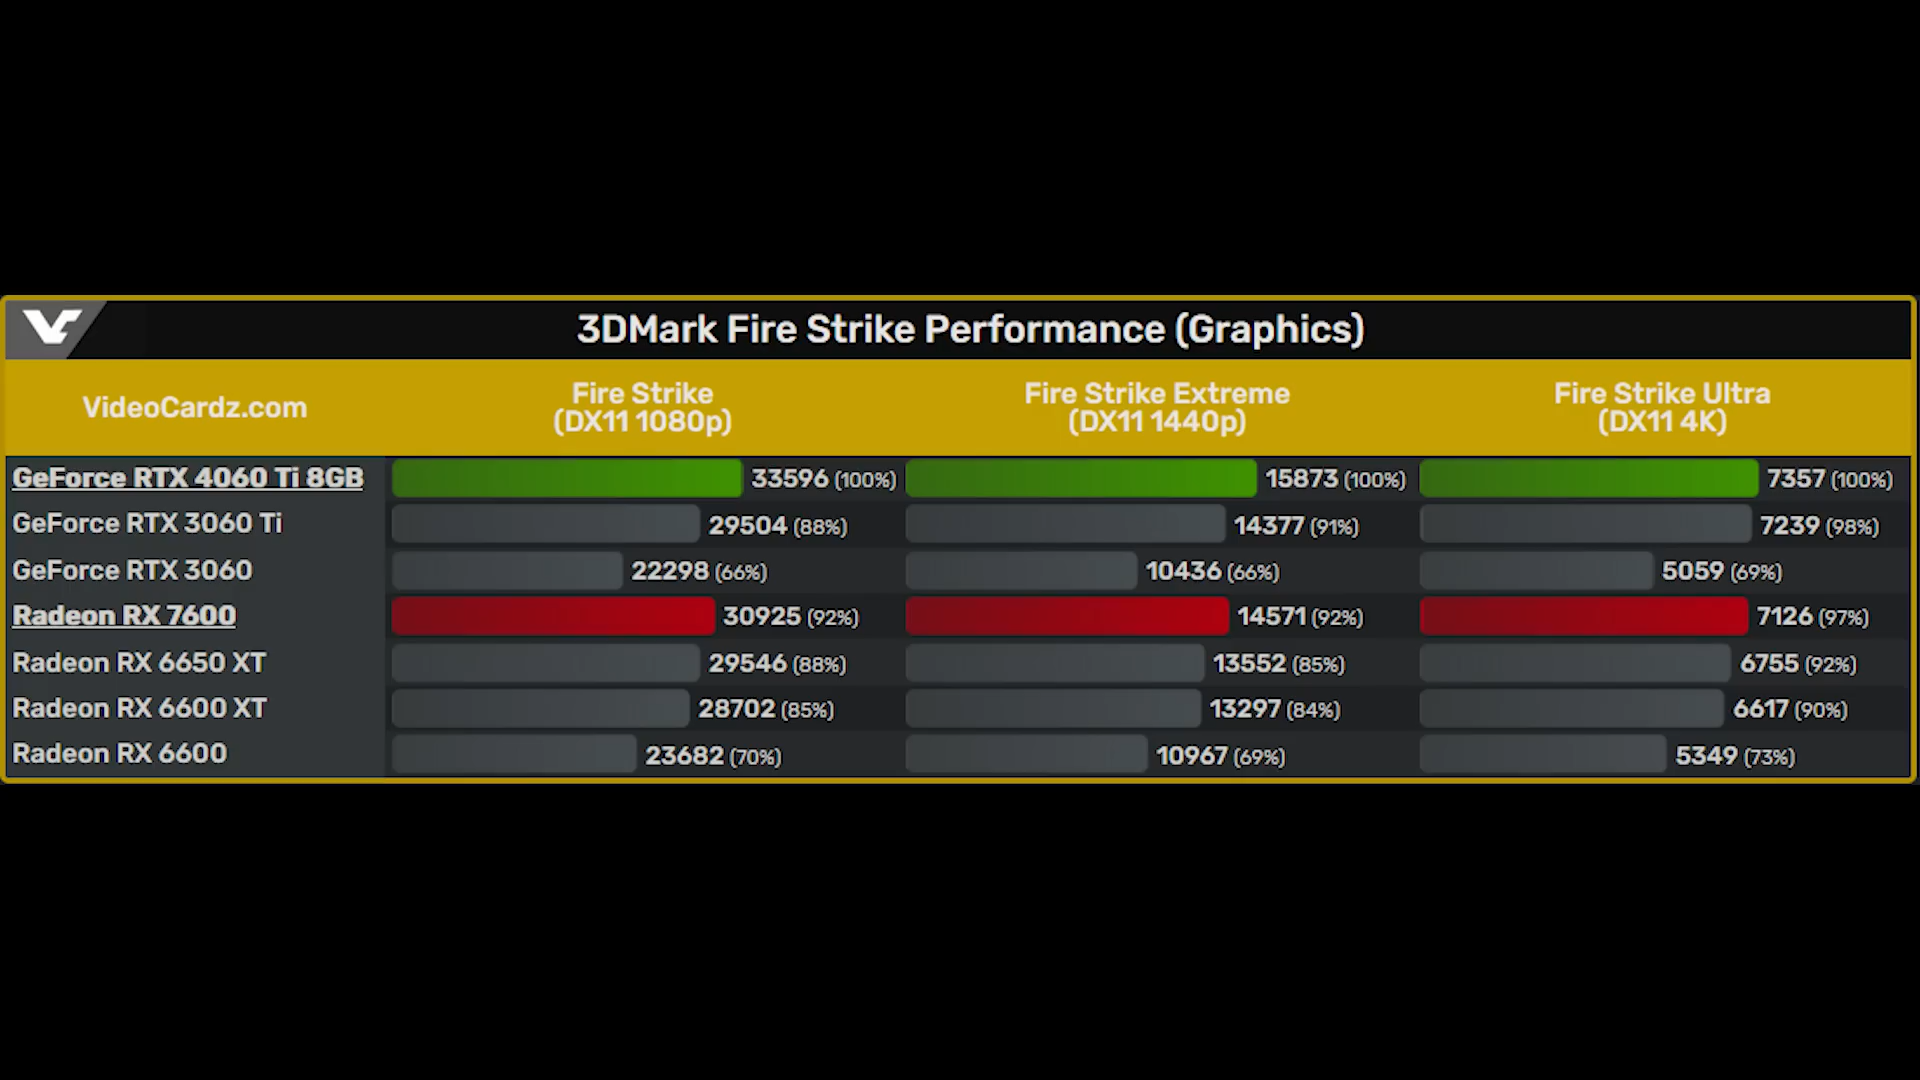 3DMark Fire Strike Performance (Graphics)
VideoCardz.com
Fire Strike
(DX11 1080p)
Fire Strike Extreme
(DX11 1440p)
Fire Strike Ultra
(DX11 4K)
GeForce RTX 4060 Ti 8GB 33596 (100%) 15873 (100%) 7357 (100%)
GeForce RTX 3060 Ti 29504 (88%) 14377 (91%) 7239 (98%)
GeForce RTX 3060 22298 (66%) 10436 (66%) 5059 (69%)
Radeon RX 7600 30925 (92%) 14571 (92%) 7126 (97%)
Radeon RX 6650 XT 29546 (88%) 13552 (85%) 6755 (92%)
Radeon RX 6600 XT 28702 (85%) 13297 (84%) 6617 (90%)
Radeon RX 6600 23682 (70%) 10967 (69%) 5349 (73%)